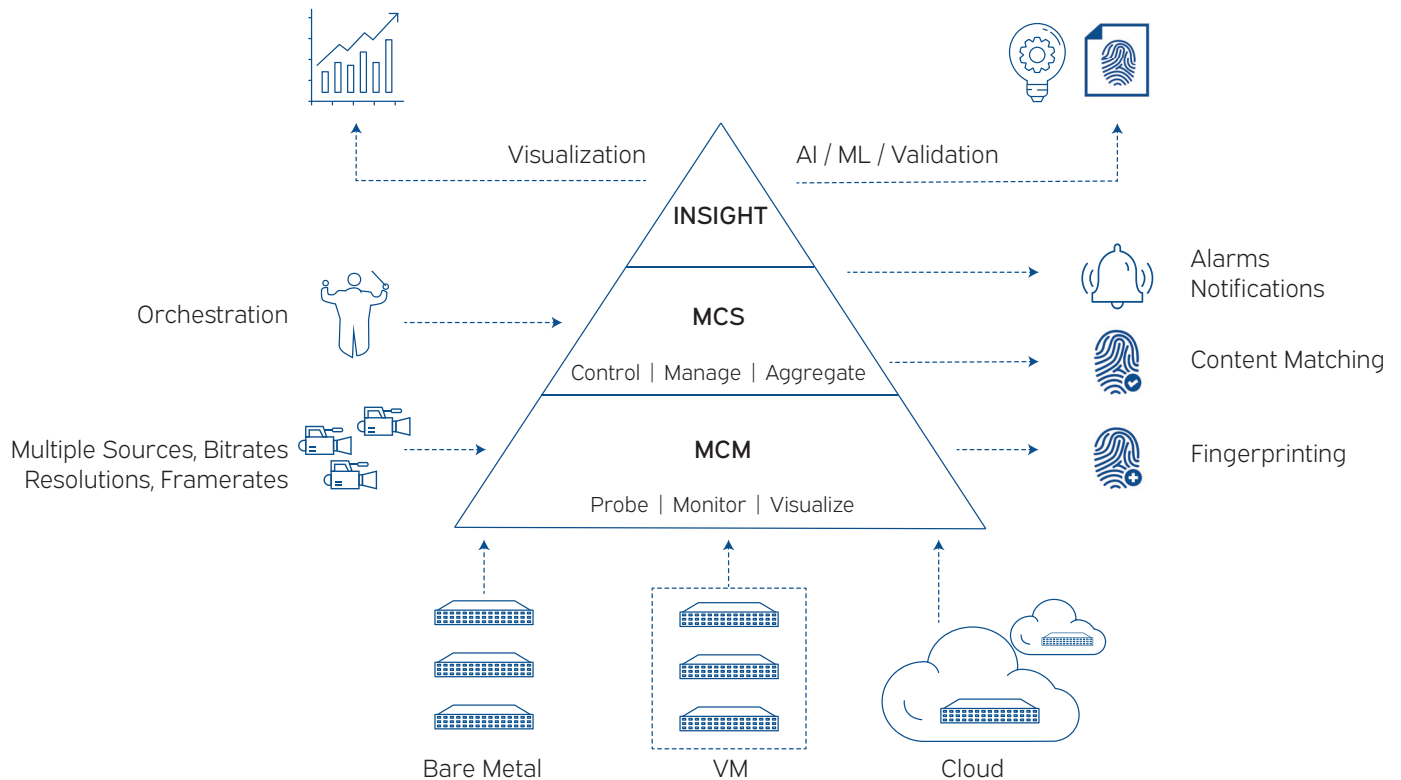 Visualization
AI / ML / Validation
INSIGHT
Alarms
Notifications
Orchestration
MCS
Control | Manage | Aggregate
Content Matching
Multiple Sources, Bitrates
Resolutions, Framerates
MCM
Probe | Monitor | Visualize
Fingerprinting
Bare Metal
VM
Cloud